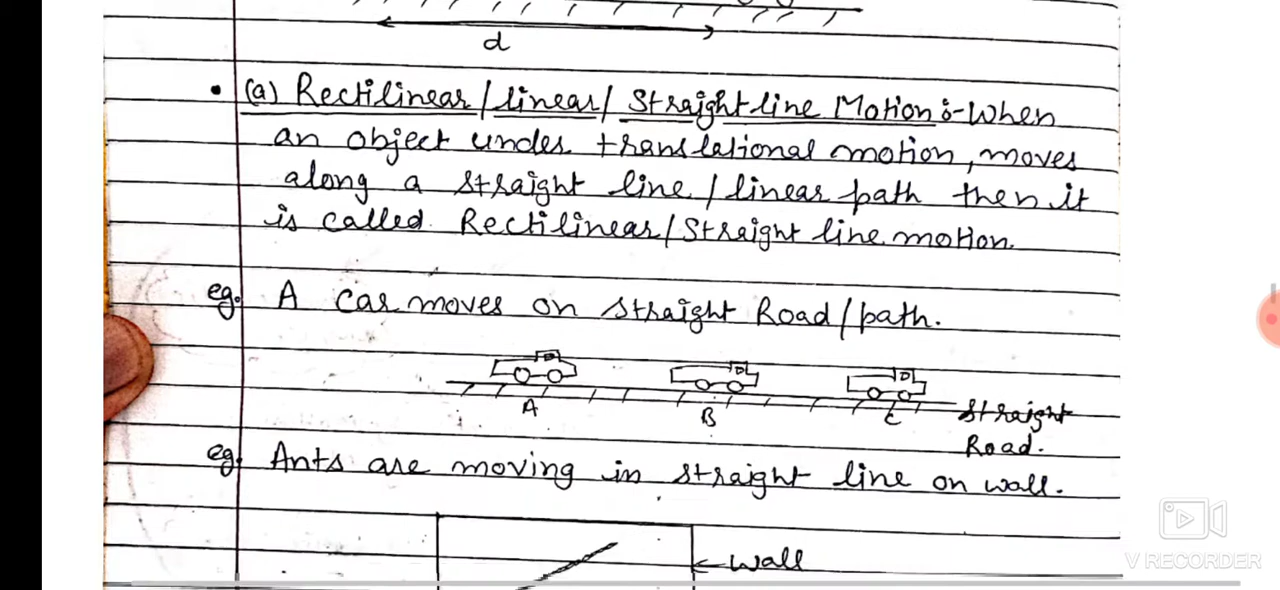 d
• (a) Rectilinear/linear/Straight line Motion :- When
an object under translational motion, moves
along a straight line/linear path then it
is called Rectilinear/Straight line motion.
eg. A car moves on straight Road/path.
A B C Straight
Road.
eg. Ants are moving in straight line on wall.
← Wall
V RECORDER